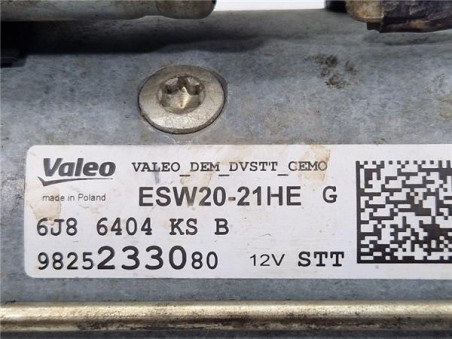 Valeo VALEO_DEM_DVSTT_CEMO
made in Poland ESW20-21HE G
6J8 6404 KS B
9825233080 12V STT